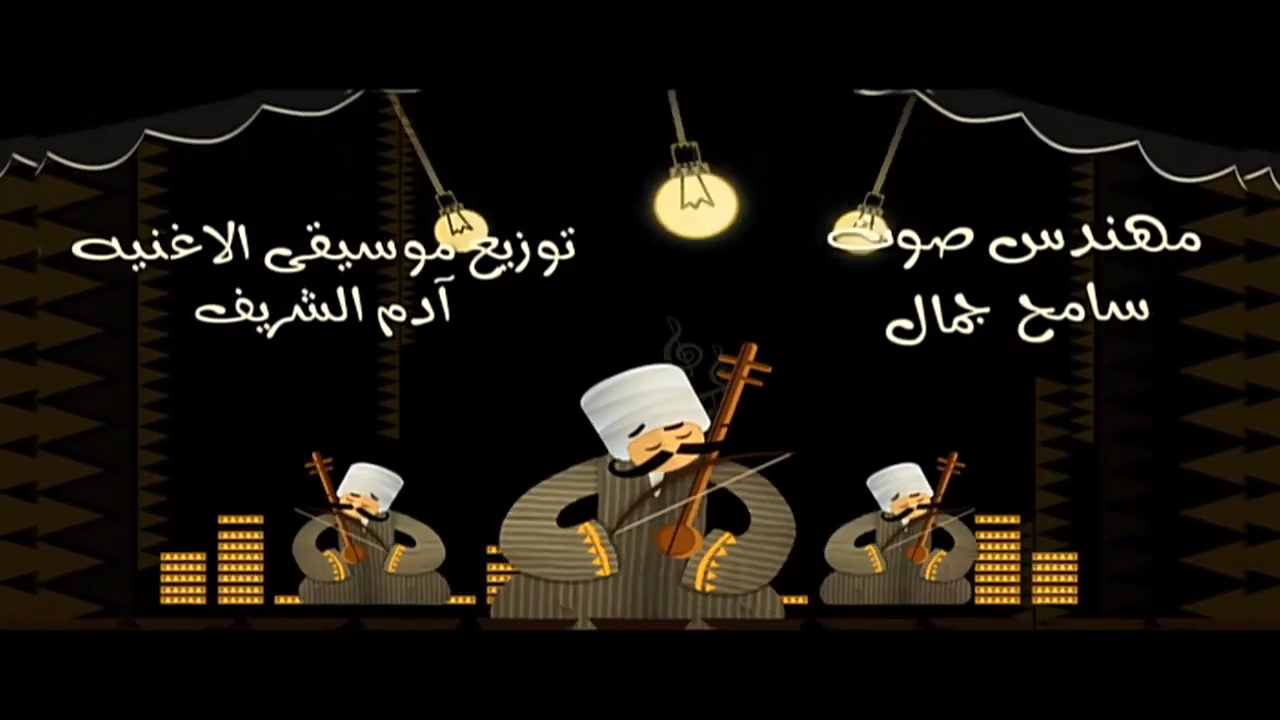 مهندس صوت
سامح جمال
توزيع موسيقى الاغنيه
آدم الشريف